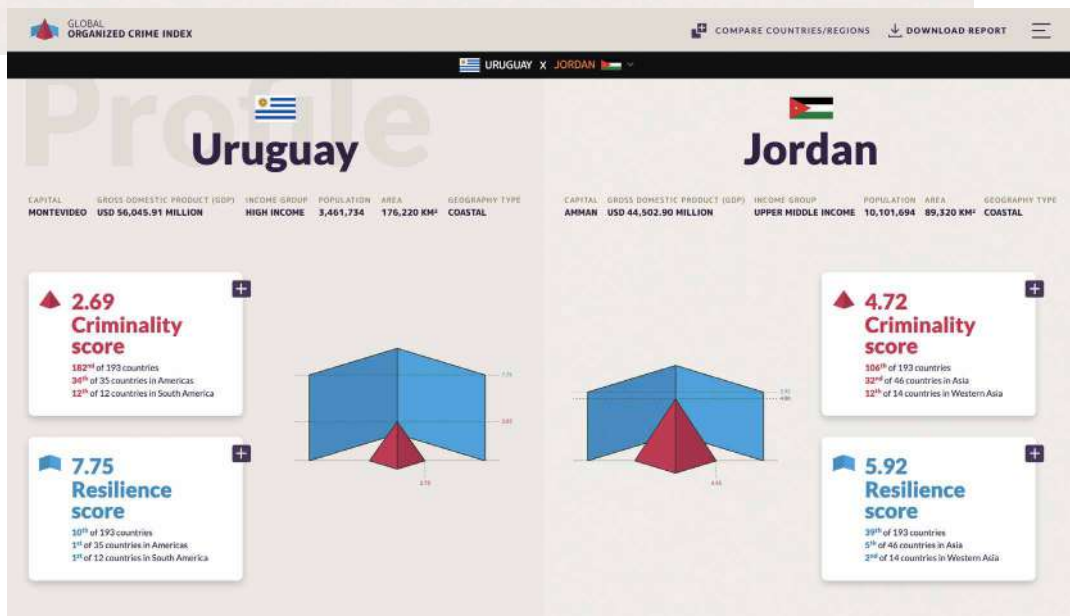 GLOBAL
ORGANIZED CRIME INDEX
COMPARE COUNTRIES/REGIONS
DOWNLOAD REPORT
URUGUAY X JORDAN
Profile
Uruguay
CAPITAL GROSS DOMESTIC PRODUCT (GDP) INCOME GROUP POPULATION AREA GEOGRAPHY TYPE
MONTEVIDEO USD 56,045.91 MILLION HIGH INCOME 3,461,734 176,220 KM² COASTAL
2.69
Criminality
score
182nd of 193 countries
34th of 35 countries in Americas
12th of 12 countries in South America
7.75
Resilience
score
10th of 193 countries
1st of 35 countries in Americas
1st of 12 countries in South America
Jordan
CAPITAL GROSS DOMESTIC PRODUCT (GDP) INCOME GROUP POPULATION AREA GEOGRAPHY TYPE
AMMAN USD 44,502.90 MILLION UPPER MIDDLE INCOME 10,101,694 89,320 KM² COASTAL
4.72
Criminality
score
106th of 193 countries
32nd of 46 countries in Asia
12th of 14 countries in Western Asia
5.92
Resilience
score
39th of 193 countries
5th of 46 countries in Asia
2nd of 14 countries in Western Asia